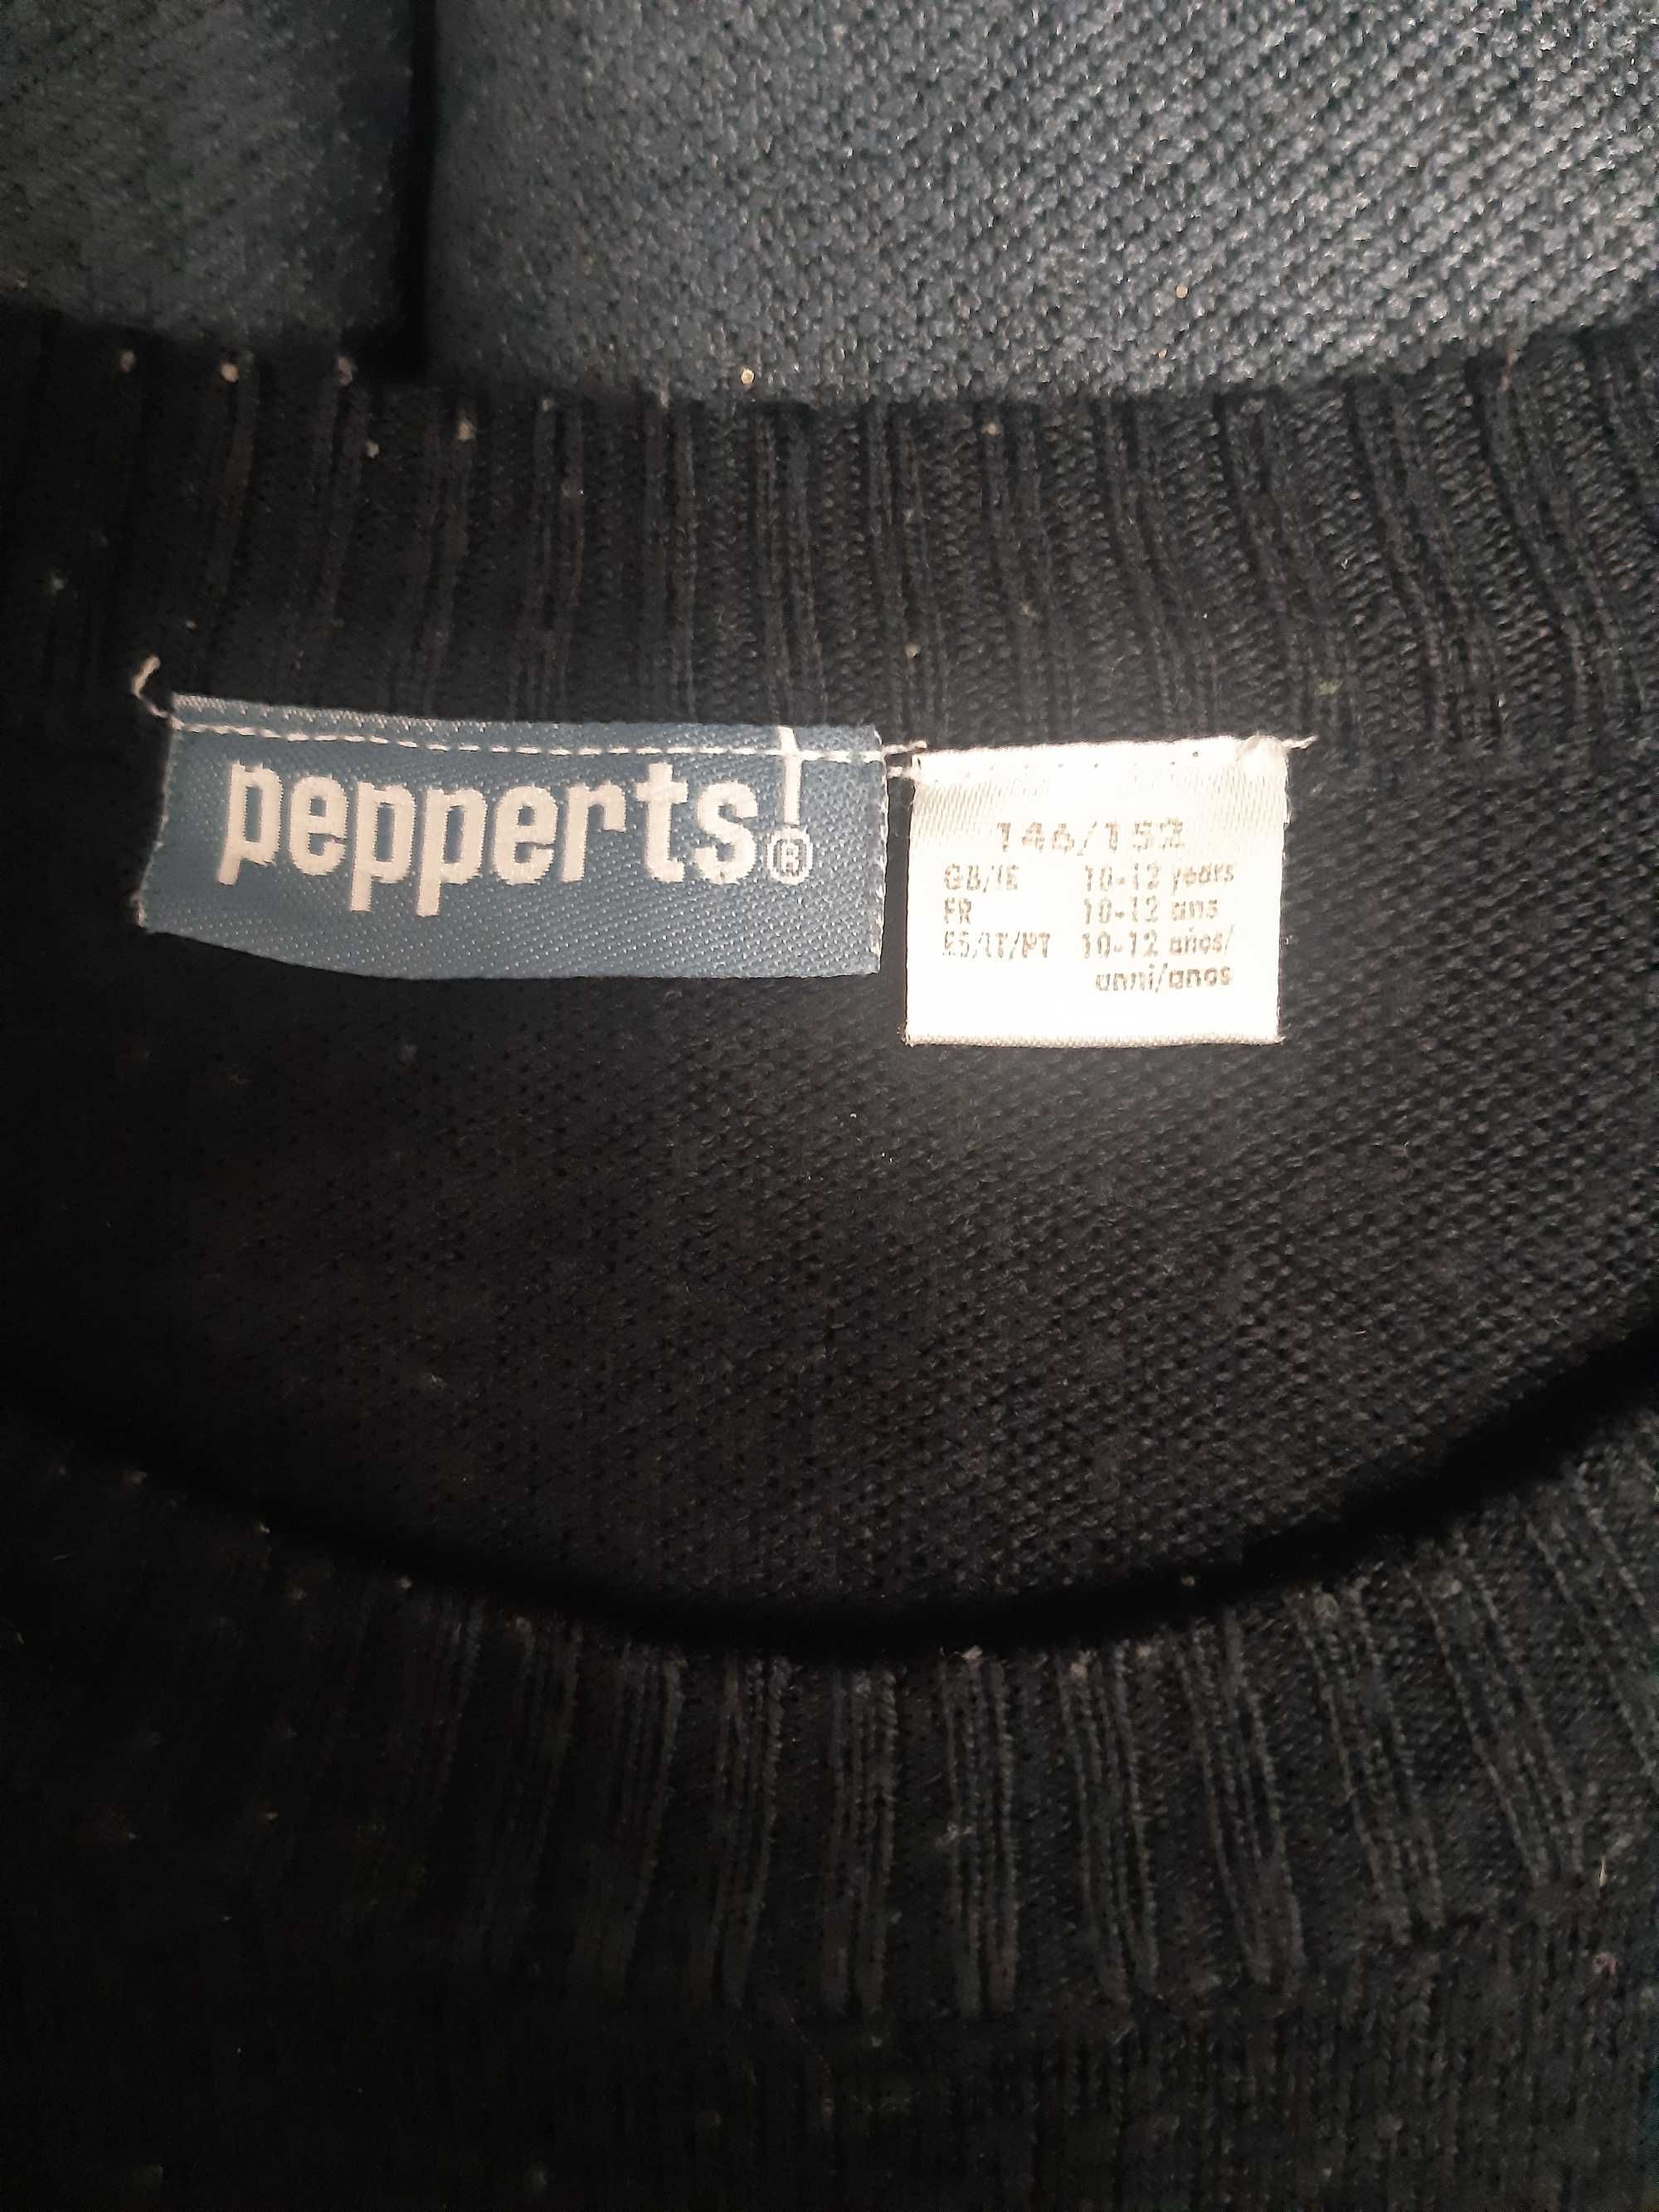 pepperts!®
146/152
GB/IE 10-12 years
FR 10-12 ans
ES/IT/PT 10-12 años/
anni/anos